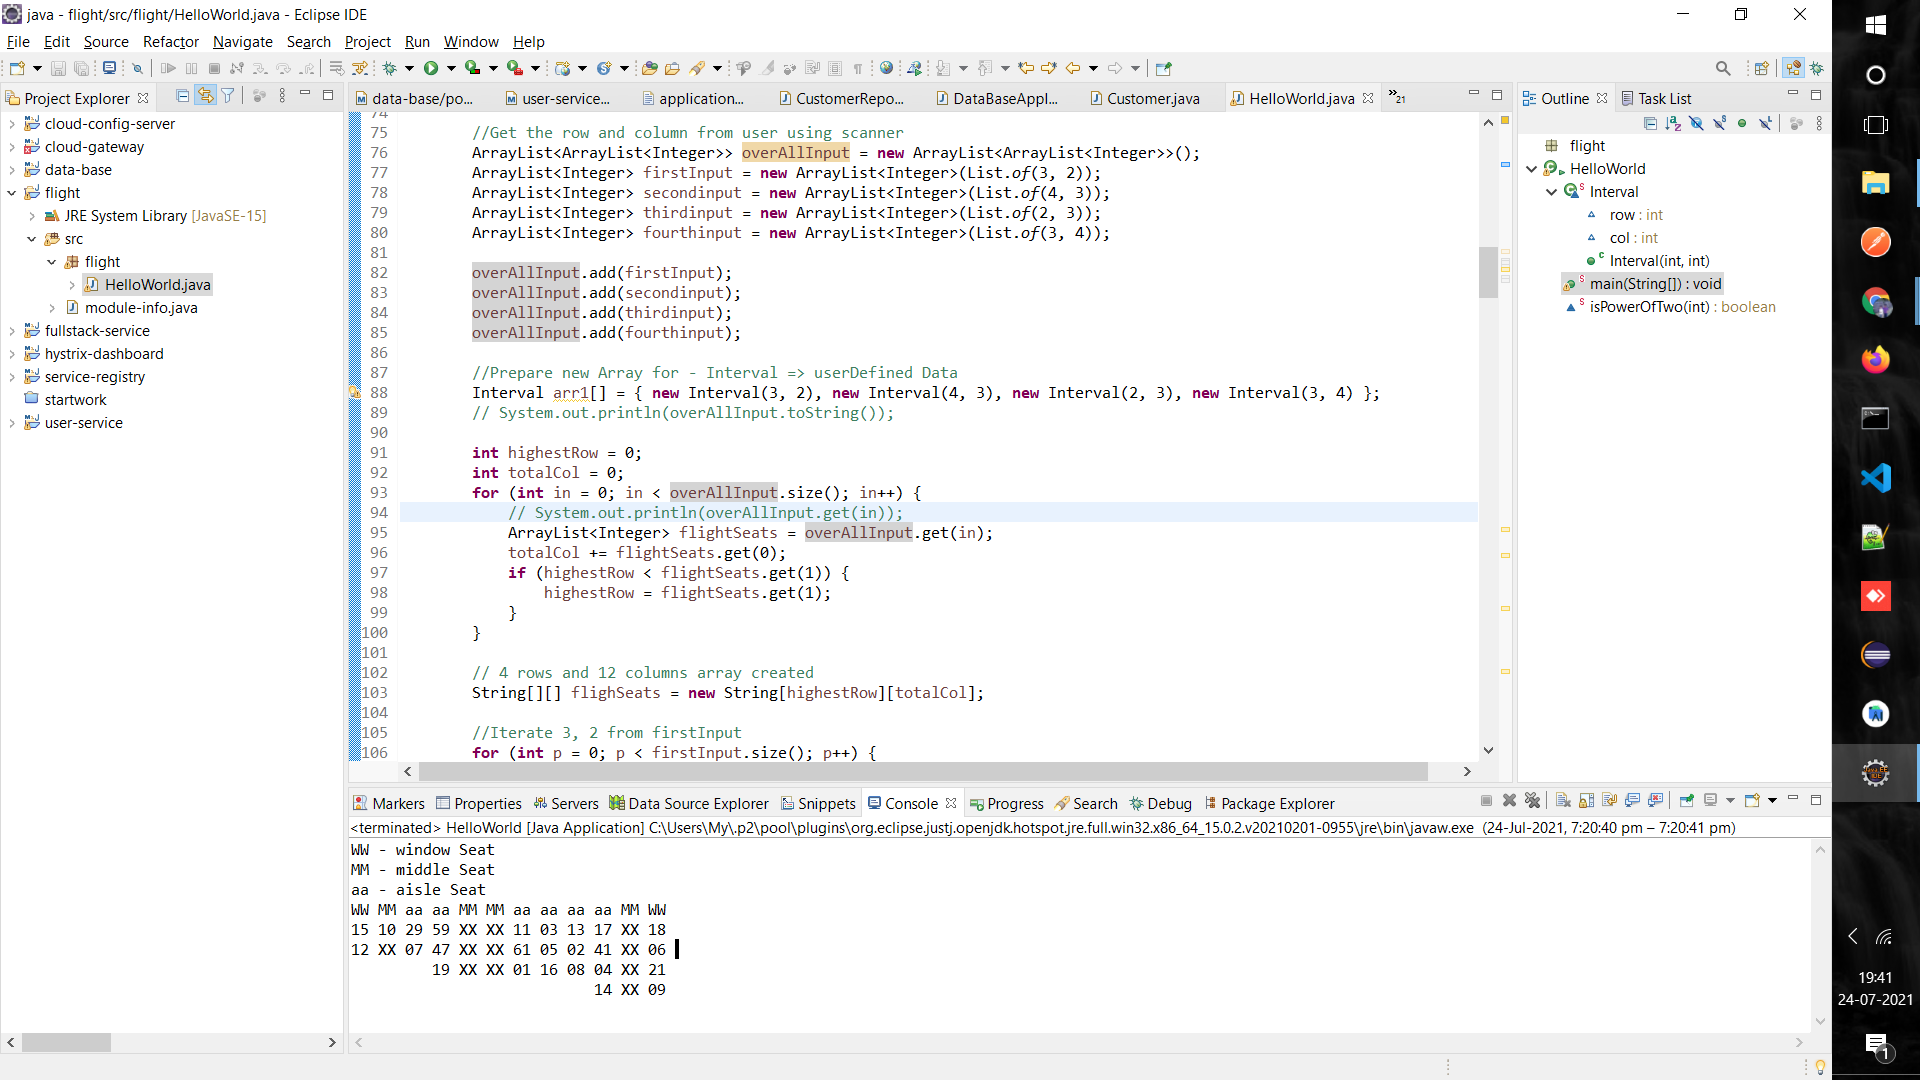 java - flight/src/flight/HelloWorld.java - Eclipse IDE
File Edit Source Refactor Navigate Search Project Run Window Help
Project Explorer
cloud-config-server
cloud-gateway
data-base
flight
JRE System Library [JavaSE-15]
src
flight
HelloWorld.java
module-info.java
fullstack-service
hystrix-dashboard
service-registry
startwork
user-service
data-base/po... user-service... application... CustomerRepo... DataBaseAppl... Customer.java HelloWorld.java »21
74
75 //Get the row and column from user using scanner
76 ArrayList<ArrayList<Integer>> overAllInput = new ArrayList<ArrayList<Integer>>();
77 ArrayList<Integer> firstInput = new ArrayList<Integer>(List.of(3, 2));
78 ArrayList<Integer> secondinput = new ArrayList<Integer>(List.of(4, 3));
79 ArrayList<Integer> thirdinput = new ArrayList<Integer>(List.of(2, 3));
80 ArrayList<Integer> fourthinput = new ArrayList<Integer>(List.of(3, 4));
81
82 overAllInput.add(firstInput);
83 overAllInput.add(secondinput);
84 overAllInput.add(thirdinput);
85 overAllInput.add(fourthinput);
86
87 //Prepare new Array for - Interval => userDefined Data
88 Interval arr1[] = { new Interval(3, 2), new Interval(4, 3), new Interval(2, 3), new Interval(3, 4) };
89 // System.out.println(overAllInput.toString());
90
91 int highestRow = 0;
92 int totalCol = 0;
93 for (int in = 0; in < overAllInput.size(); in++) {
94 // System.out.println(overAllInput.get(in));
95 ArrayList<Integer> flightSeats = overAllInput.get(in);
96 totalCol += flightSeats.get(0);
97 if (highestRow < flightSeats.get(1)) {
98 highestRow = flightSeats.get(1);
99 }
100 }
101
102 // 4 rows and 12 columns array created
103 String[][] flighSeats = new String[highestRow][totalCol];
104
105 //Iterate 3, 2 from firstInput
106 for (int p = 0; p < firstInput.size(); p++) {
Outline Task List
flight
HelloWorld
Interval
row : int
col : int
Interval(int, int)
main(String[]) : void
isPowerOfTwo(int) : boolean
Markers Properties Servers Data Source Explorer Snippets Console Progress Search Debug Package Explorer
<terminated> HelloWorld [Java Application] C:\Users\My\.p2\pool\plugins\org.eclipse.justj.openjdk.hotspot.jre.full.win32.x86_64_15.0.2.v20210201-0955\jre\bin\javaw.exe (24-Jul-2021, 7:20:40 pm – 7:20:41 pm)
WW - window Seat
MM - middle Seat
aa - aisle Seat
WW MM aa aa MM MM aa aa aa aa MM WW
15 10 29 59 XX XX 11 03 13 17 XX 18
12 XX 07 47 XX XX 61 05 02 41 XX 06
19 XX XX 01 16 08 04 XX 21
14 XX 09
19:41
24-07-2021
1